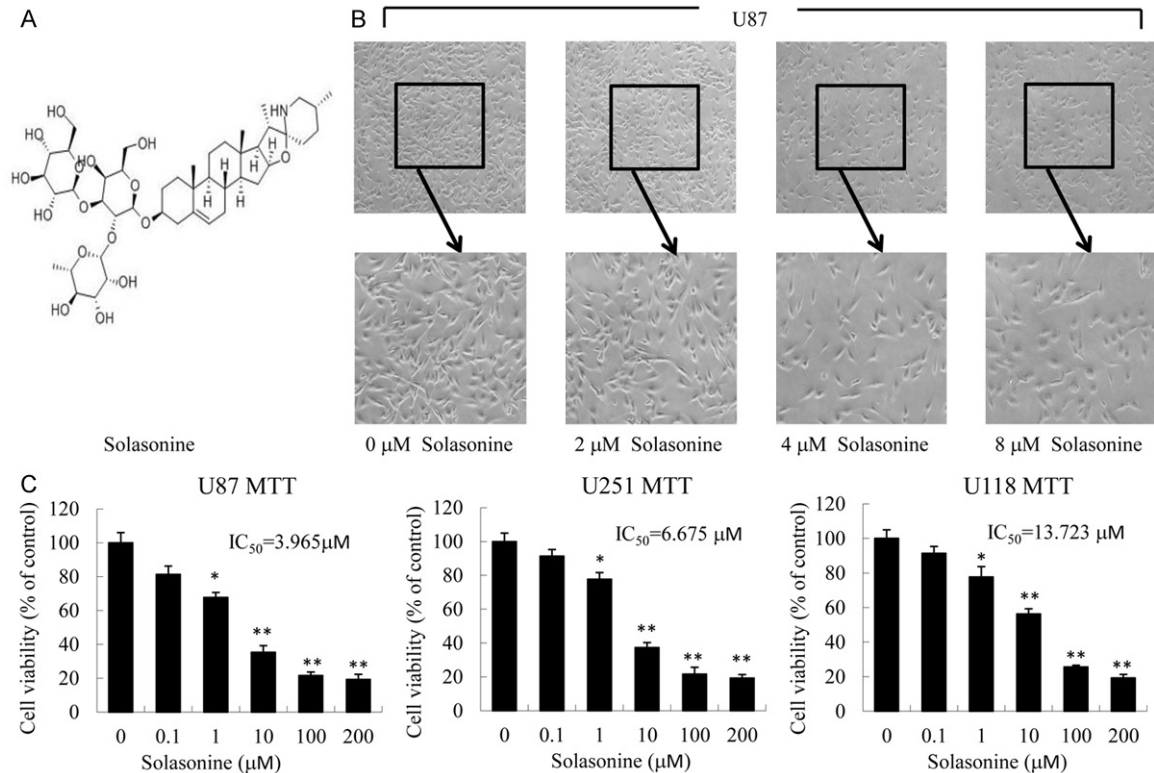 A
HO
HO
HO
OH
O
O
OH
HO
OH
O
O
O
O
O
OH
OH
HO
HN
H
H
H
H
H
O
Solasonine
B
U87
0 μM Solasonine
2 μM Solasonine
4 μM Solasonine
8 μM Solasonine
C
U87 MTT
Cell viability (% of control)
120
100
80
60
40
20
0
IC50=3.965μM
*
**
**
**
0 0.1 1 10 100 200
Solasonine (μM)
U251 MTT
Cell viability (% of control)
120
100
80
60
40
20
0
IC50=6.675μM
*
**
**
**
0 0.1 1 10 100 200
Solasonine (μM)
U118 MTT
Cell viability (% of control)
120
100
80
60
40
20
0
IC50=13.723 μM
*
**
**
**
0 0.1 1 10 100 200
Solasonine (μM)